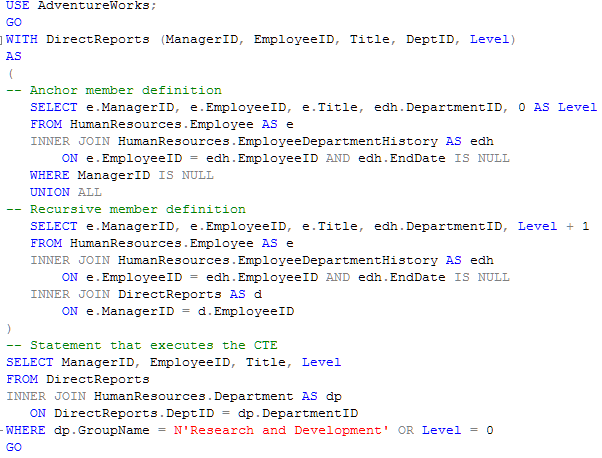 USE AdventureWorks;
GO
WITH DirectReports (ManagerID, EmployeeID, Title, DeptID, Level)
AS
(
-- Anchor member definition
    SELECT e.ManagerID, e.EmployeeID, e.Title, edh.DepartmentID, 0 AS Level
    FROM HumanResources.Employee AS e
    INNER JOIN HumanResources.EmployeeDepartmentHistory AS edh
        ON e.EmployeeID = edh.EmployeeID AND edh.EndDate IS NULL
    WHERE ManagerID IS NULL
    UNION ALL
-- Recursive member definition
    SELECT e.ManagerID, e.EmployeeID, e.Title, edh.DepartmentID, Level + 1
    FROM HumanResources.Employee AS e
    INNER JOIN HumanResources.EmployeeDepartmentHistory AS edh
        ON e.EmployeeID = edh.EmployeeID AND edh.EndDate IS NULL
    INNER JOIN DirectReports AS d
        ON e.ManagerID = d.EmployeeID
)
-- Statement that executes the CTE
SELECT ManagerID, EmployeeID, Title, Level
FROM DirectReports
INNER JOIN HumanResources.Department AS dp
    ON DirectReports.DeptID = dp.DepartmentID
WHERE dp.GroupName = N'Research and Development' OR Level = 0
GO